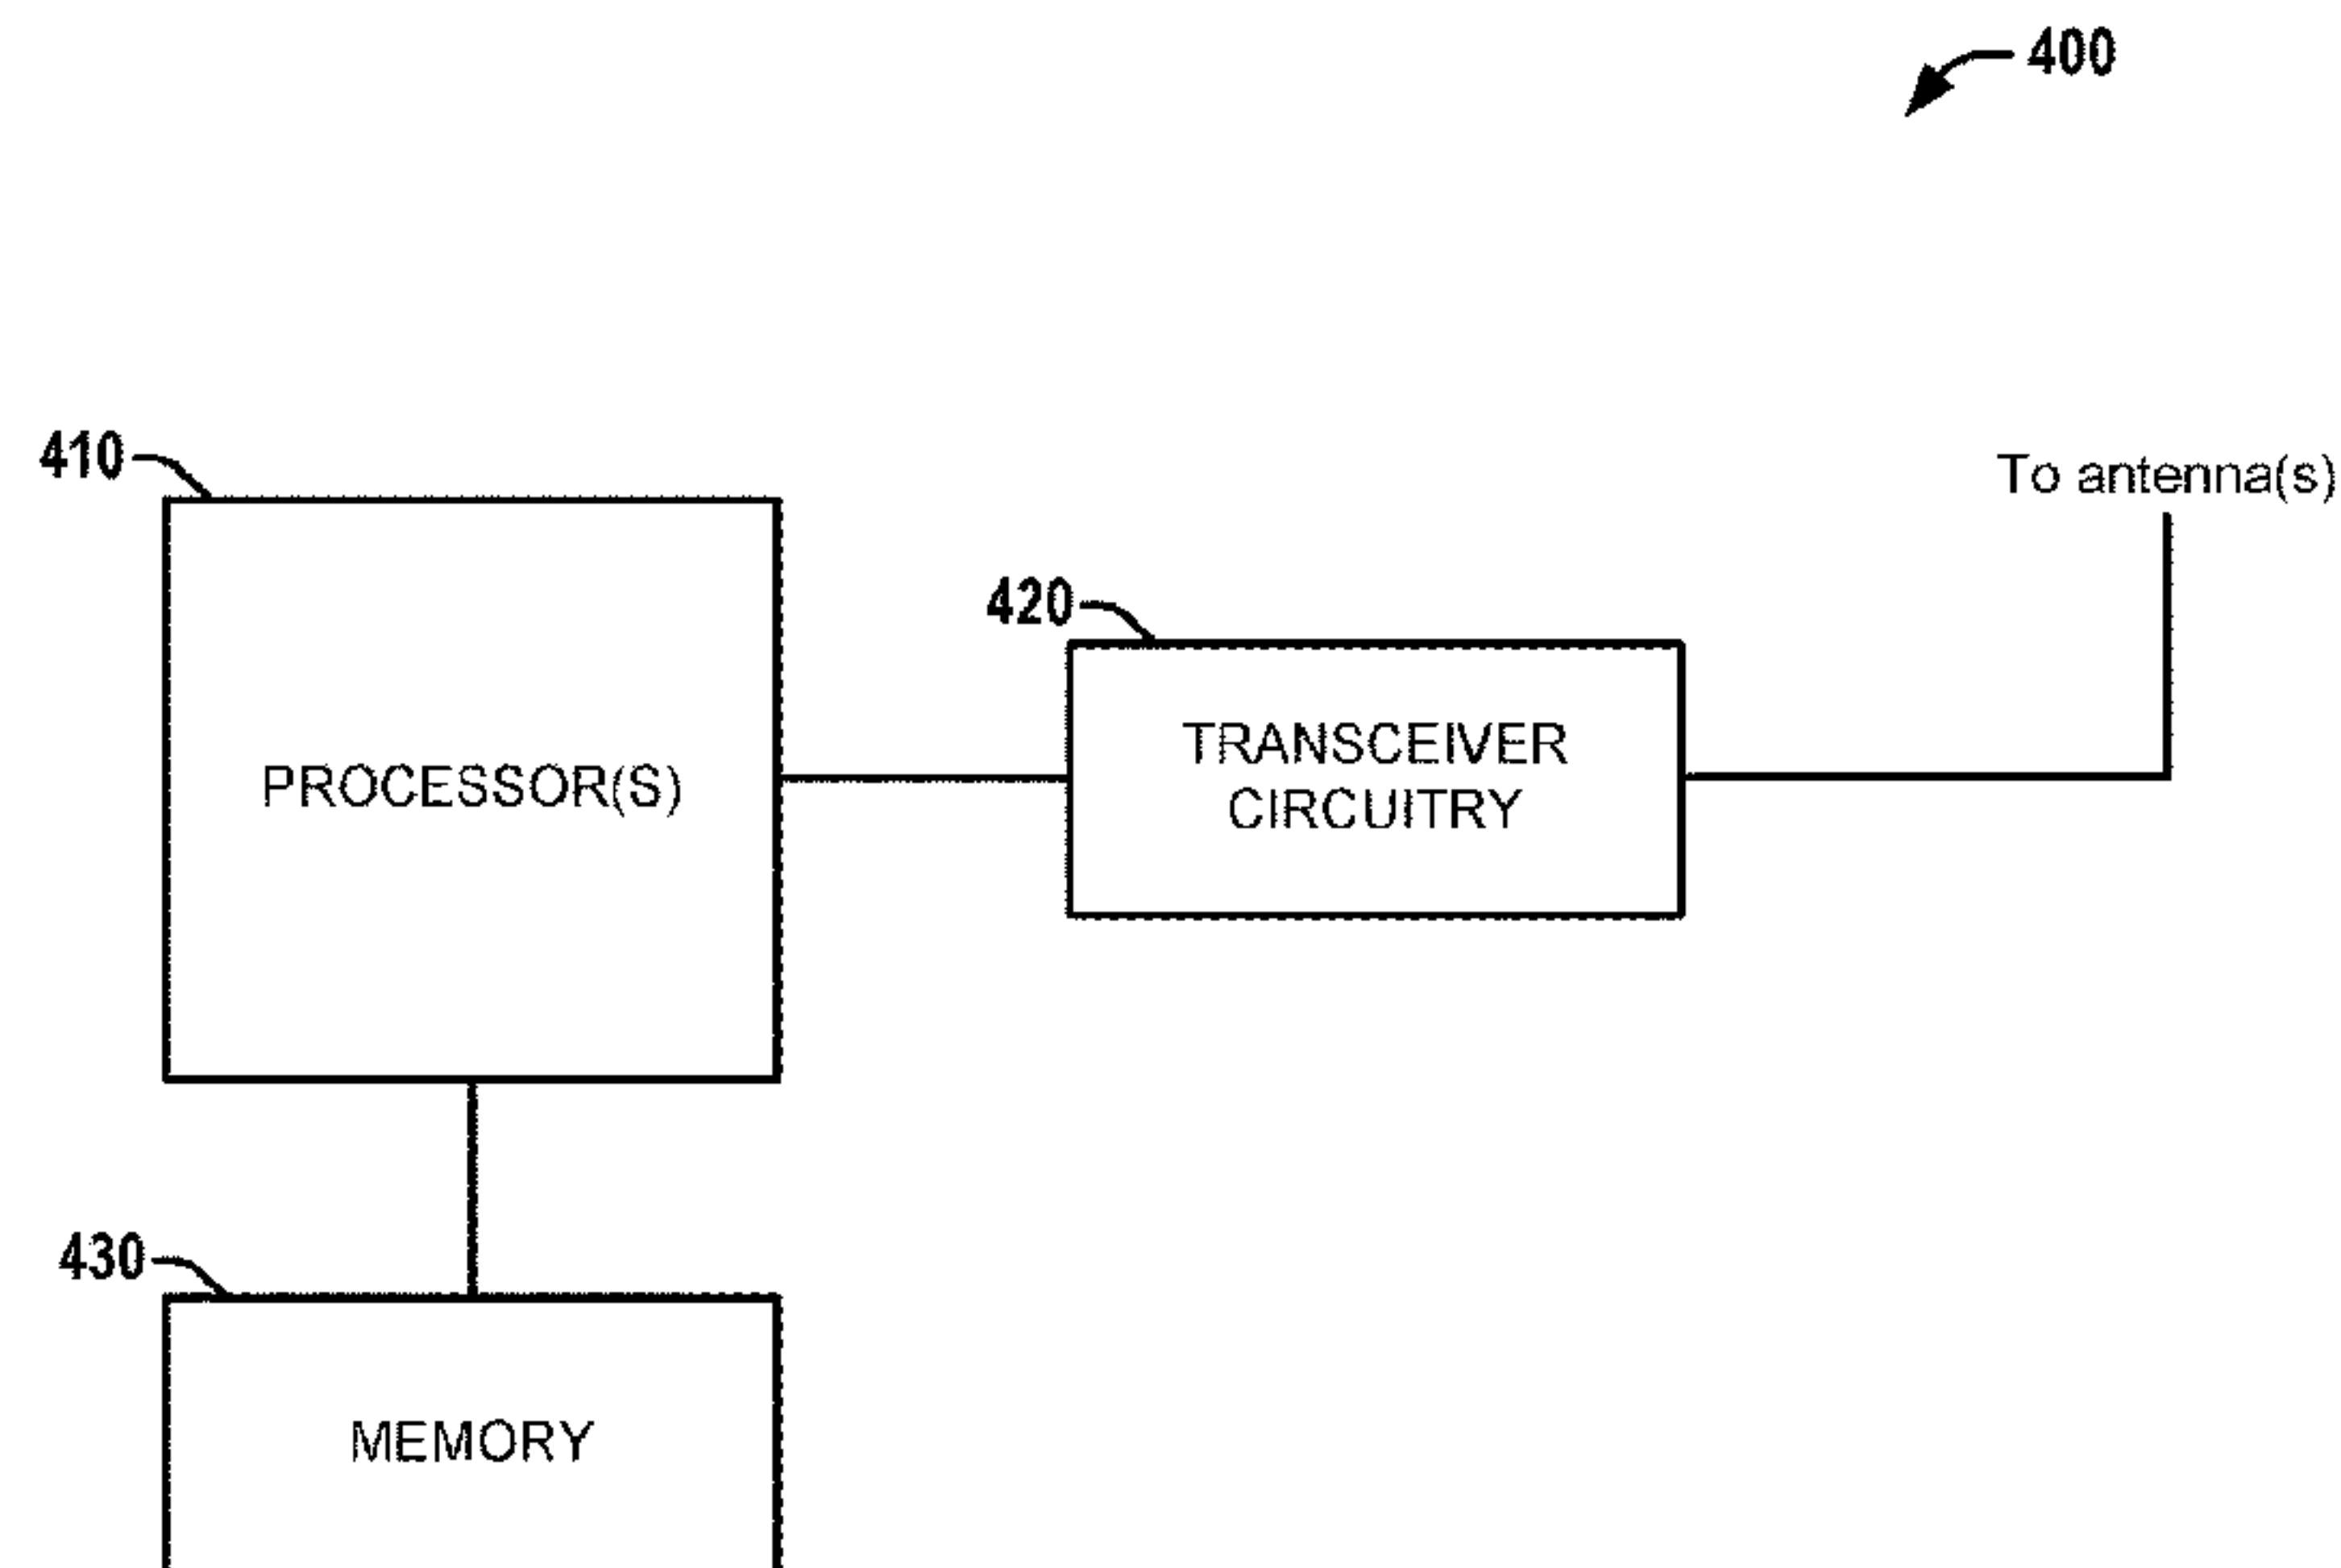 400
410
To antenna(s)
420
PROCESSOR(S)
TRANSCEIVER
CIRCUITRY
430
MEMORY